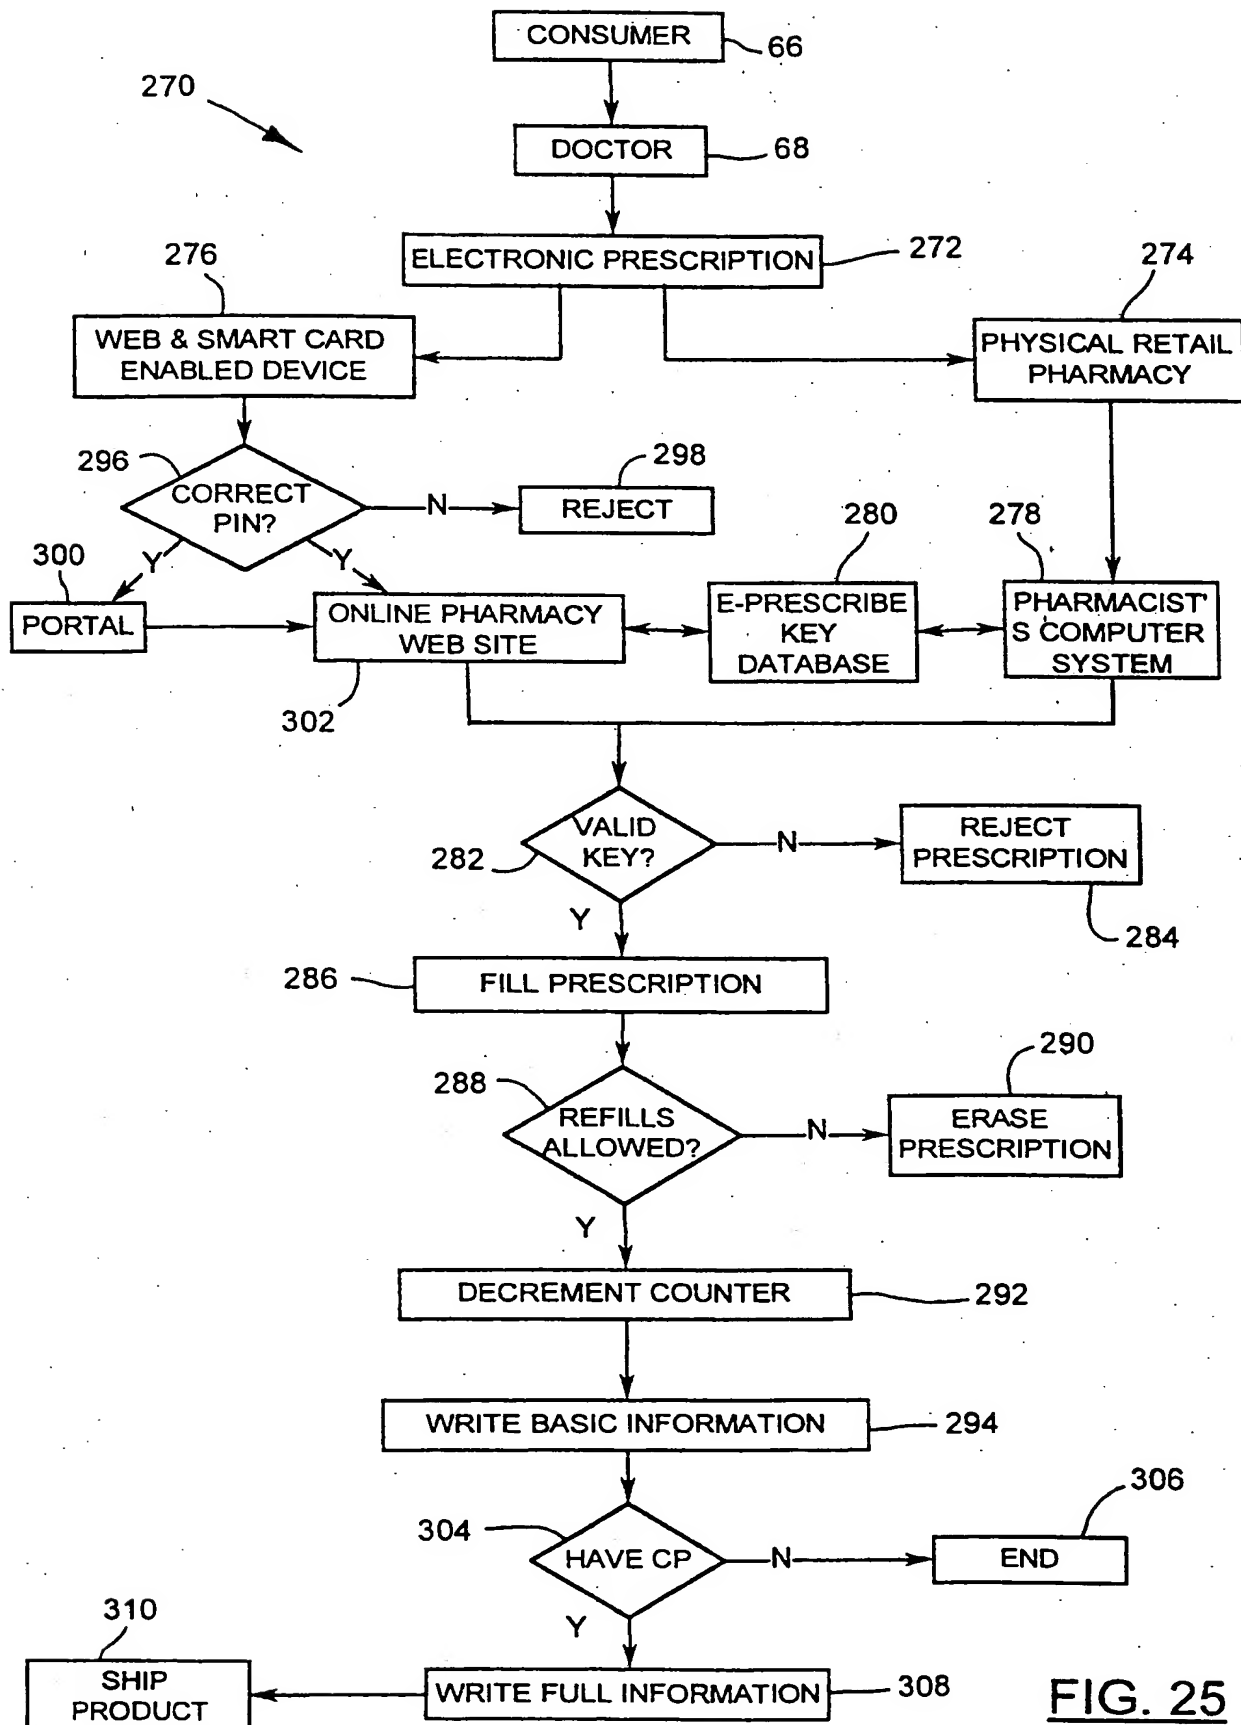 CONSUMER
66
270
DOCTOR
68
276
ELECTRONIC PRESCRIPTION
272
274
WEB & SMART CARD
ENABLED DEVICE
PHYSICAL RETAIL
PHARMACY
296
CORRECT
PIN?
N
298
REJECT
280
278
300
Y
Y
PORTAL
ONLINE PHARMACY
WEB SITE
E-PRESCRIBE
KEY
DATABASE
PHARMACIST'
S COMPUTER
SYSTEM
302
VALID
KEY?
N
REJECT
PRESCRIPTION
282
Y
284
286
FILL PRESCRIPTION
290
288
REFILLS
ALLOWED?
N
ERASE
PRESCRIPTION
Y
DECREMENT COUNTER
292
WRITE BASIC INFORMATION
294
306
304
HAVE CP
N
END
310
Y
SHIP
PRODUCT
WRITE FULL INFORMATION
308
FIG. 25